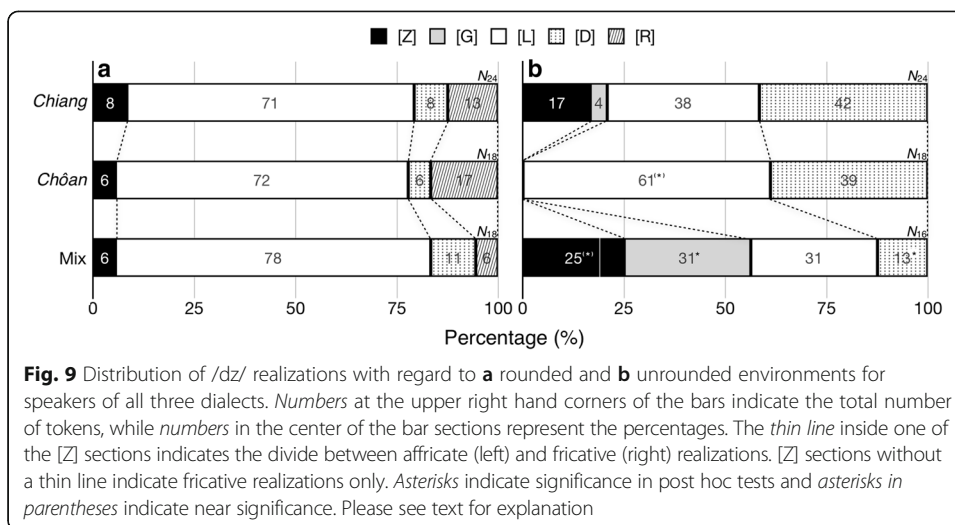 [Z] [G] [L] [D] [R]
a b
N24 N24
Chiang 8 71 8 13 17 4 38 42
N18 N18
Chôan 6 72 6 17 61(*) 39
N18 N16
Mix 6 78 11 6 25(*) 31* 31 13*
0 25 50 75 100 0 25 50 75 100
Percentage (%)
Fig. 9 Distribution of /dz/ realizations with regard to a rounded and b unrounded environments for
speakers of all three dialects. Numbers at the upper right hand corners of the bars indicate the total number
of tokens, while numbers in the center of the bar sections represent the percentages. The thin line inside one of
the [Z] sections indicates the divide between affricate (left) and fricative (right) realizations. [Z] sections without
a thin line indicate fricative realizations only. Asterisks indicate significance in post hoc tests and asterisks in
parentheses indicate near significance. Please see text for explanation